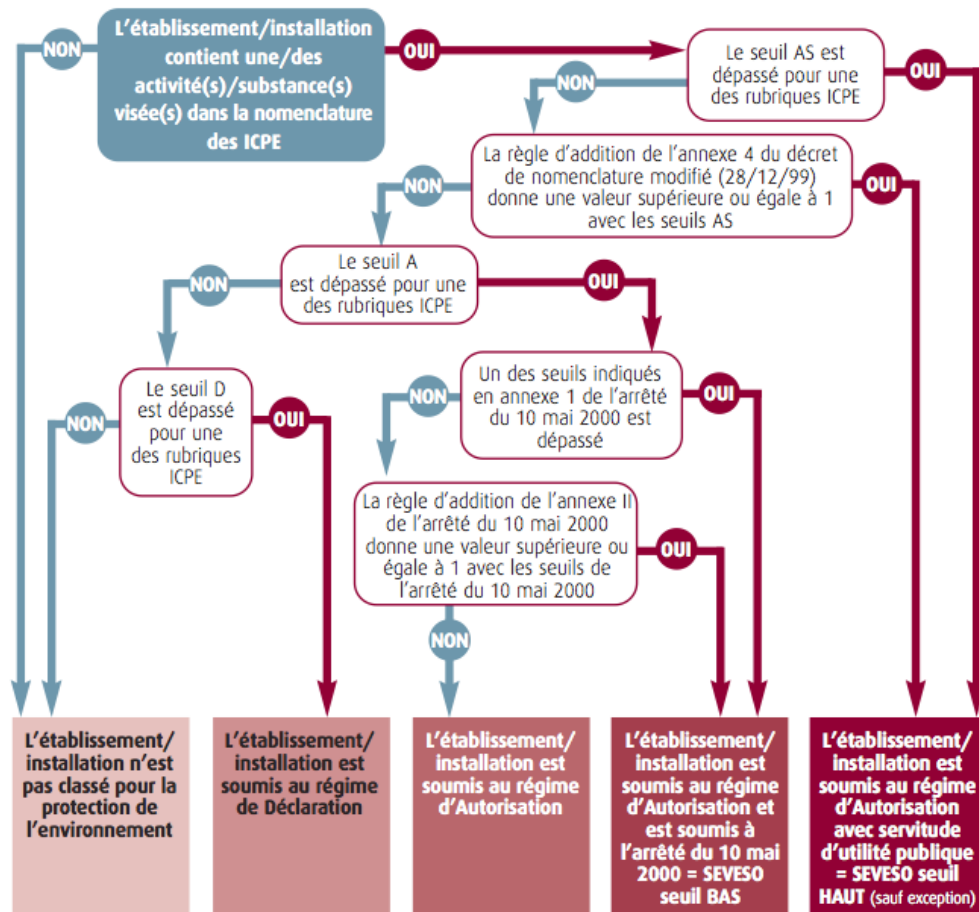 NON
L'établissement/installation
contient une/des
activité(s)/substance(s)
visée(s) dans la nomenclature
des ICPE
OUI
Le seuil AS est
dépassé pour une
des rubriques ICPE
OUI
NON
La règle d'addition de l'annexe 4 du décret
de nomenclature modifié (28/12/99)
donne une valeur supérieure ou égale à 1
avec les seuils AS
OUI
NON
Le seuil A
est dépassé pour une
des rubriques ICPE
OUI
NON
Le seuil D
est dépassé
pour une
des rubriques
ICPE
NON
OUI
Un des seuils indiqués
en annexe 1 de l'arrêté
du 10 mai 2000 est
dépassé
NON
OUI
La règle d'addition de l'annexe II
de l'arrêté du 10 mai 2000
donne une valeur supérieure ou
égale à 1 avec les seuils de
l'arrêté du 10 mai 2000
OUI
NON
L'établissement/
installation n'est
pas classé pour la
protection de
l'environnement
L'établissement/
installation est
soumis au régime
de Déclaration
L'établissement/
installation est
soumis au régime
d'Autorisation
L'établissement/
installation est
soumis au régime
d'Autorisation et
est soumis à
l'arrêté du 10 mai
2000 = SEVESO
seuil BAS
L'établissement/
installation est
soumis au régime
d'Autorisation
avec servitude
d'utilité publique
= SEVESO seuil
HAUT (sauf exception)